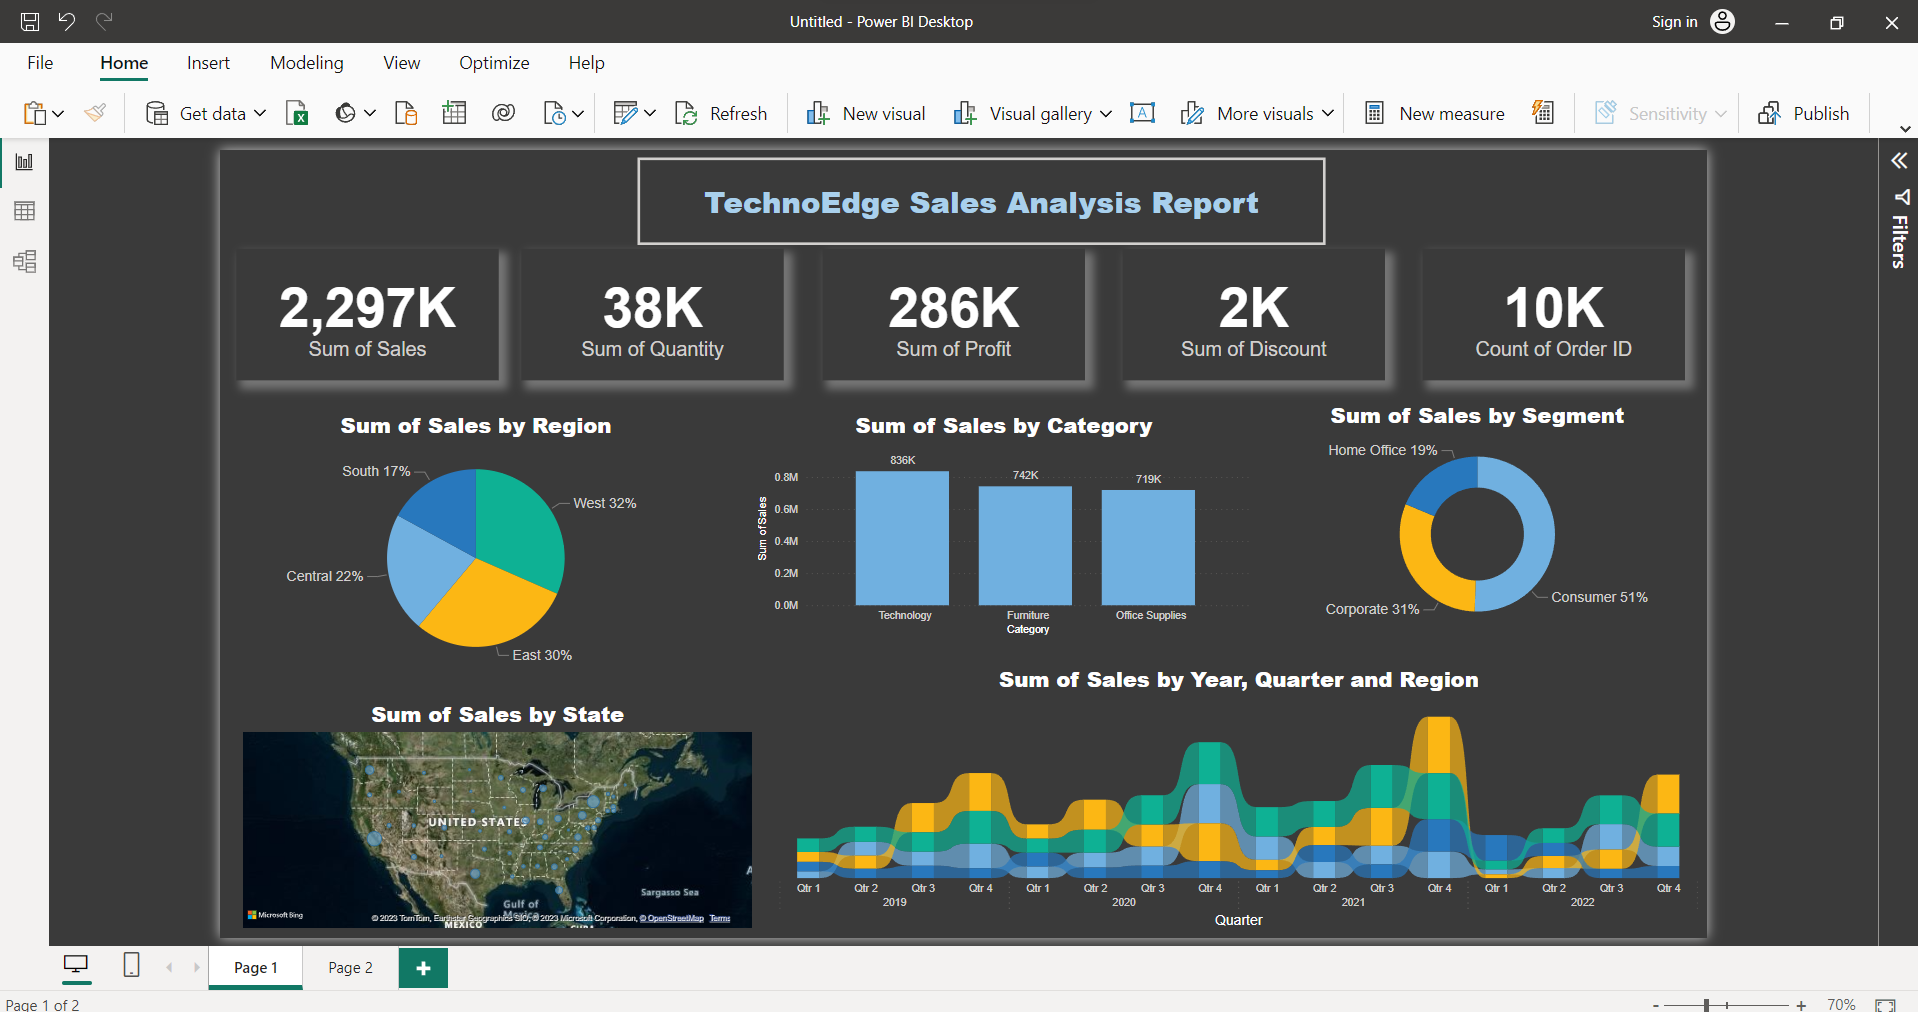 Untitled - Power BI Desktop
Sign in
File Home Insert Modeling View Optimize Help
Get data
Refresh
New visual
Visual gallery
More visuals
New measure
Sensitivity
Publish
Filters
TechnoEdge Sales Analysis Report
2,297K
Sum of Sales
38K
Sum of Quantity
286K
Sum of Profit
2K
Sum of Discount
10K
Count of Order ID
Sum of Sales by Region
South 17%
West 32%
Central 22%
East 30%
Sum of Sales by Category
Sum of Sales
0.8M
0.6M
0.4M
0.2M
0.0M
836K
742K
719K
Technology
Furniture
Office Supplies
Category
Sum of Sales by Segment
Home Office 19%
Corporate 31%
Consumer 51%
Sum of Sales by State
UNITED STATES
Sargasso Sea
Gulf of
Mexico
MÉXICO
CUBA
Microsoft Bing
© 2023 TomTom, Earthstar Geographics SIO, © 2023 Microsoft Corporation, © OpenStreetMap Terms
Sum of Sales by Year, Quarter and Region
Qtr 1 Qtr 2 Qtr 3 Qtr 4 Qtr 1 Qtr 2 Qtr 3 Qtr 4 Qtr 1 Qtr 2 Qtr 3 Qtr 4 Qtr 1 Qtr 2 Qtr 3 Qtr 4
2019 2020 2021 2022
Quarter
Page 1
Page 2
Page 1 of 2
70%